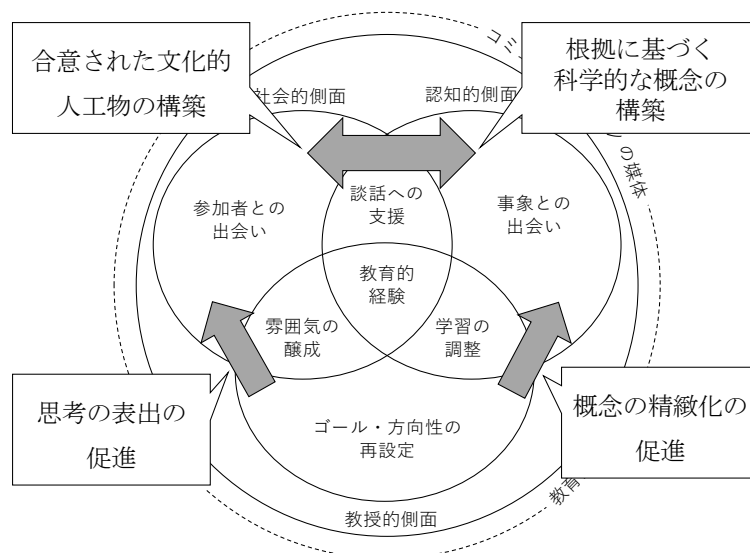 合意された文化的
人工物の構築
根拠に基づく
科学的な概念の
構築
コミ
社会的側面
認知的側面
の媒体
談話への
支援
参加者との
出会い
事象との
出会い
教育的
経験
雰囲気の
醸成
学習の
調整
思考の表出の
促進
概念の精緻化の
促進
ゴール・方向性の
再設定
教育
教授的側面